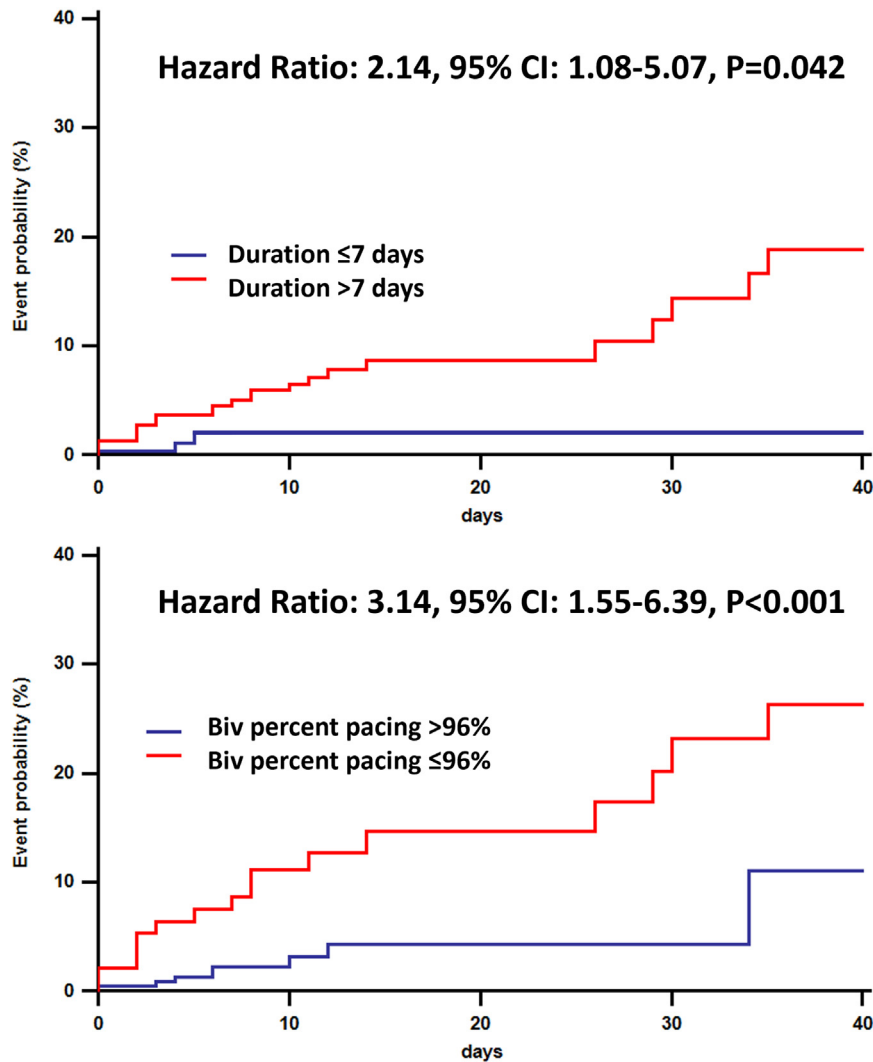 40
Hazard Ratio: 2.14, 95% CI: 1.08-5.07, P=0.042
30
Event probability (%)
20
Duration ≤7 days
Duration >7 days
10
0
0 10 20 30 40
days
40
Hazard Ratio: 3.14, 95% CI: 1.55-6.39, P<0.001
30
Event probability (%)
Biv percent pacing >96%
Biv percent pacing ≤96%
20
10
0
0 10 20 30 40
days